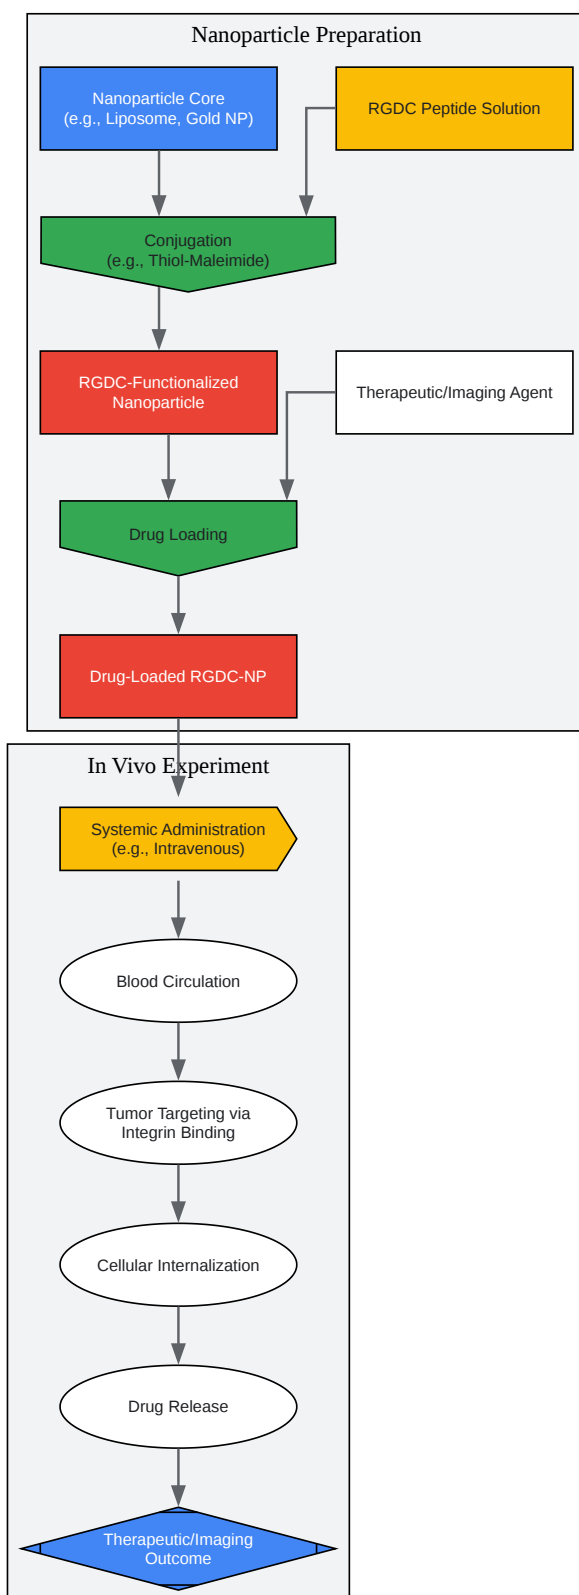 Nanoparticle Preparation
Nanoparticle Core
(e.g., Liposome, Gold NP)
RGDC Peptide Solution
Conjugation
(e.g., Thiol-Maleimide)
RGDC-Functionalized
Nanoparticle
Therapeutic/Imaging Agent
Drug Loading
Drug-Loaded RGDC-NP
In Vivo Experiment
Systemic Administration
(e.g., Intravenous)
Blood Circulation
Tumor Targeting via
Integrin Binding
Cellular Internalization
Drug Release
Therapeutic/Imaging
Outcome